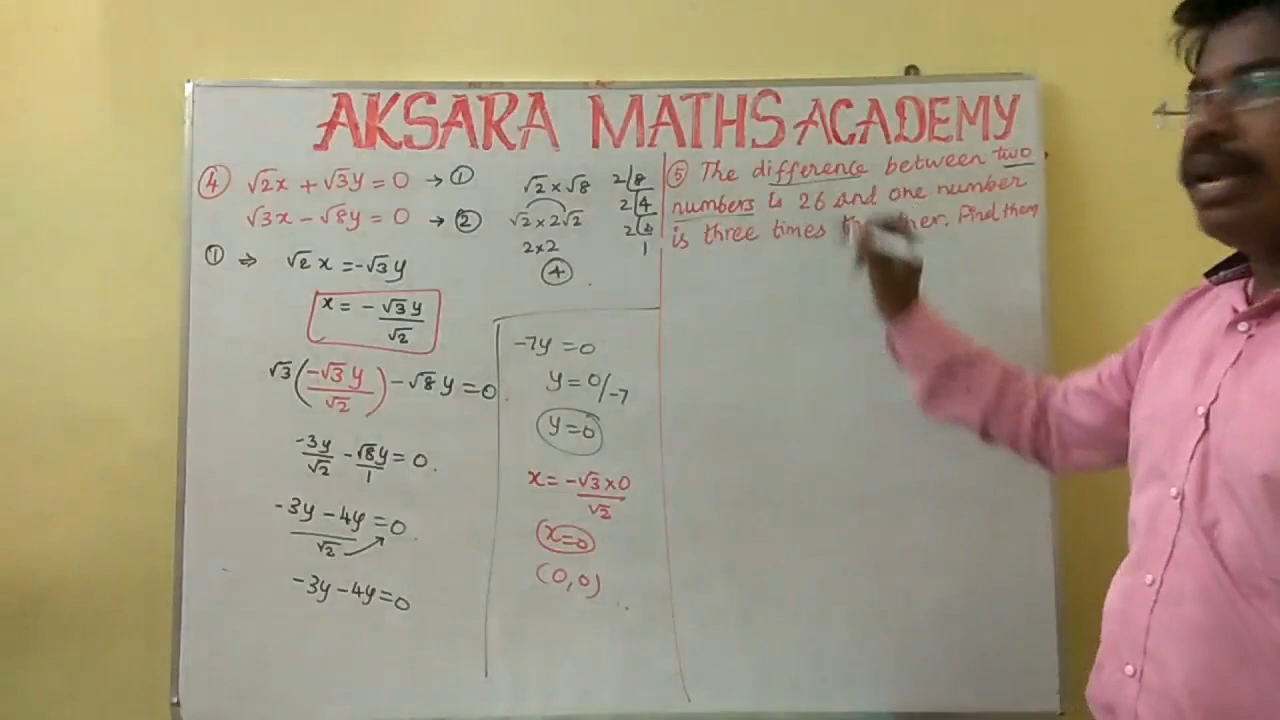 AKSARA MATHS ACADEMY
④ √2x + √3y = 0 → ①
√3x - √8y = 0 → ②
① ⇒ √2 x = -√3 y
x = - √3 y / √2
√3 ( -√3 y / √2 ) - √8 y = 0
-3y / √2 - √8 y / 1 = 0
-3y - 4y / √2 = 0
-3y - 4y = 0
√2 × √8
√2 × 2√2
2 × 2
4
2 8
2 4
2
1
-7y = 0
y = 0/-7
y = 0
x = -√3 × 0 / √2
x = 0
(0, 0)
⑤ The difference between two
numbers is 26 and one number
is three times Find them